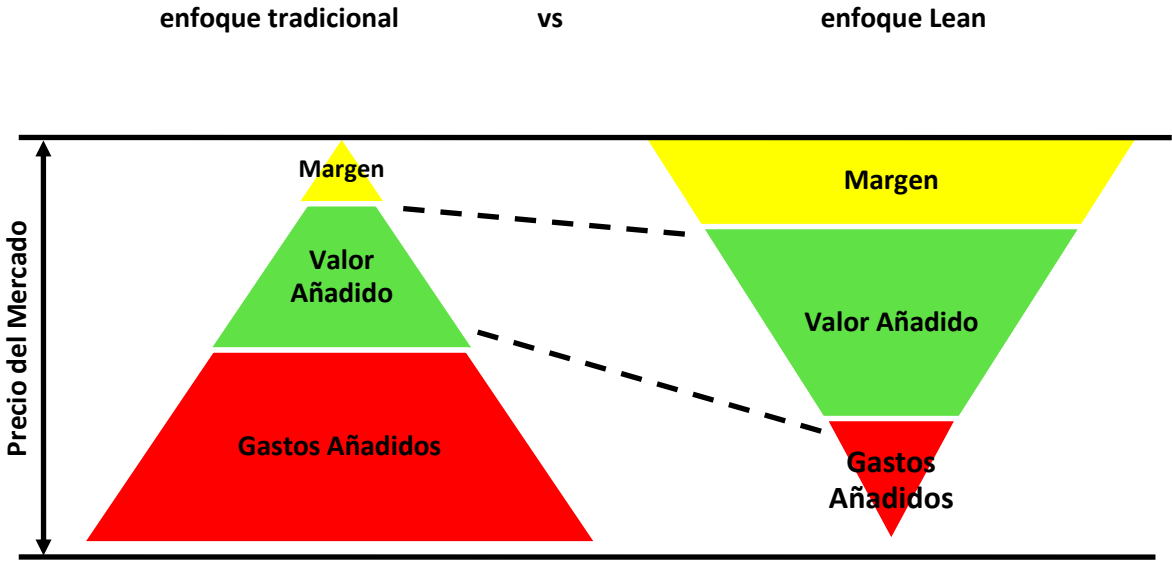 enfoque tradicional vs enfoque Lean
Precio del Mercado
Margen
Valor
Añadido
Gastos Añadidos
Margen
Valor Añadido
Gastos
Añadidos